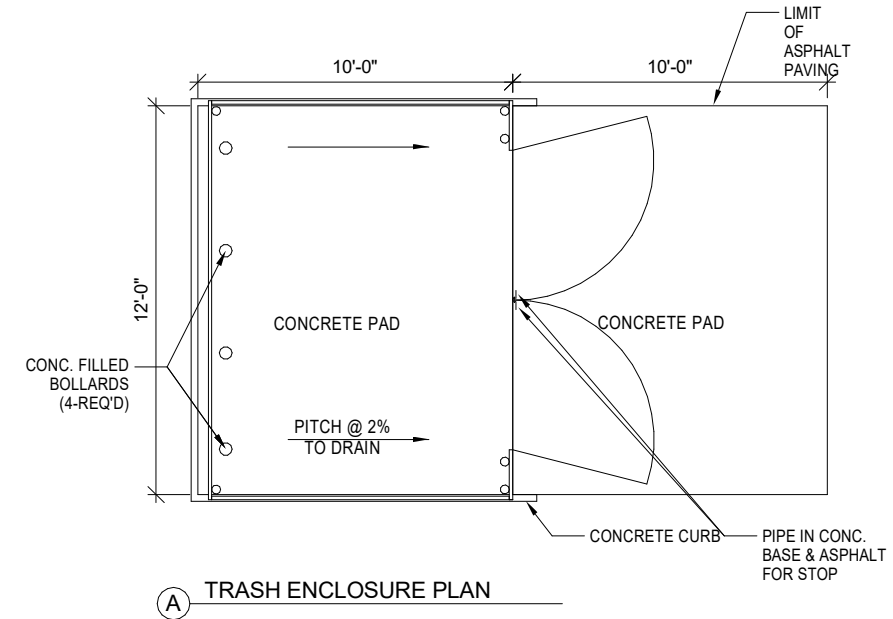 LIMIT
OF
ASPHALT
PAVING
10'-0"
10'-0"
12'-0"
CONCRETE PAD
CONCRETE PAD
CONC. FILLED
BOLLARDS
(4-REQ'D)
PITCH @ 2%
TO DRAIN
CONCRETE CURB
PIPE IN CONC.
BASE & ASPHALT
FOR STOP
A
TRASH ENCLOSURE PLAN